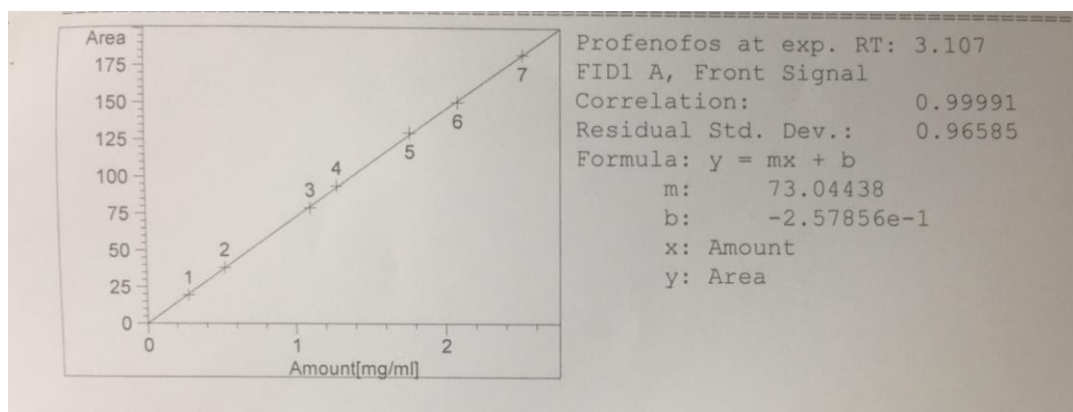 Area
175
150
125
100
75
50
25
0
1
2
3
4
5
6
7
0
1
2
Amount[mg/ml]
Profenofos at exp. RT: 3.107
FID1 A, Front Signal
Correlation: 0.99991
Residual Std. Dev.: 0.96585
Formula: y = mx + b
m: 73.04438
b: -2.57856e-1
x: Amount
y: Area